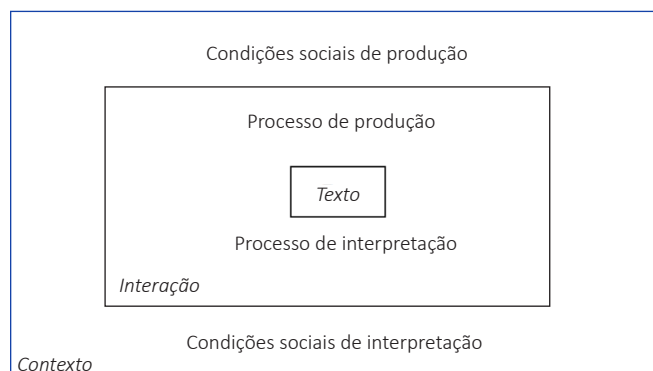 Condições sociais de produção
Processo de produção
Texto
Processo de interpretação
Interação
Condições sociais de interpretação
Contexto